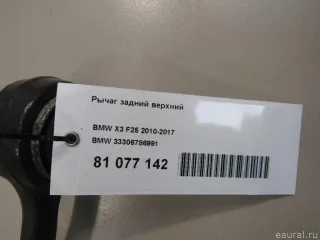 Рычаг задний верхний
BMW X3 F25 2010-2017
BMW 33306786991
81 077 142
eaural.ru